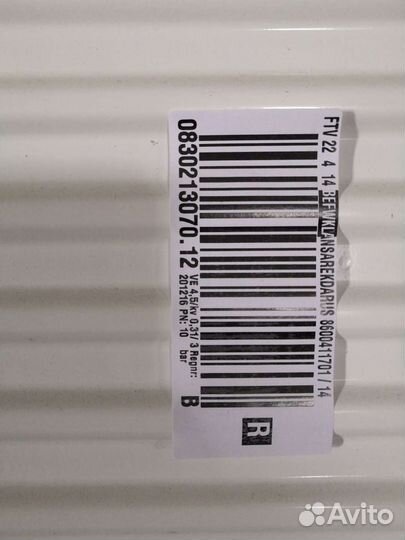 FTV 22 4 14 BEFWKLANSAREKDARUS 8600411701 / 14
0830213070.12
VE 4,5/kv 0,31/ 3 Regnr:
201216 PN: 10 bar
B
R
Avito